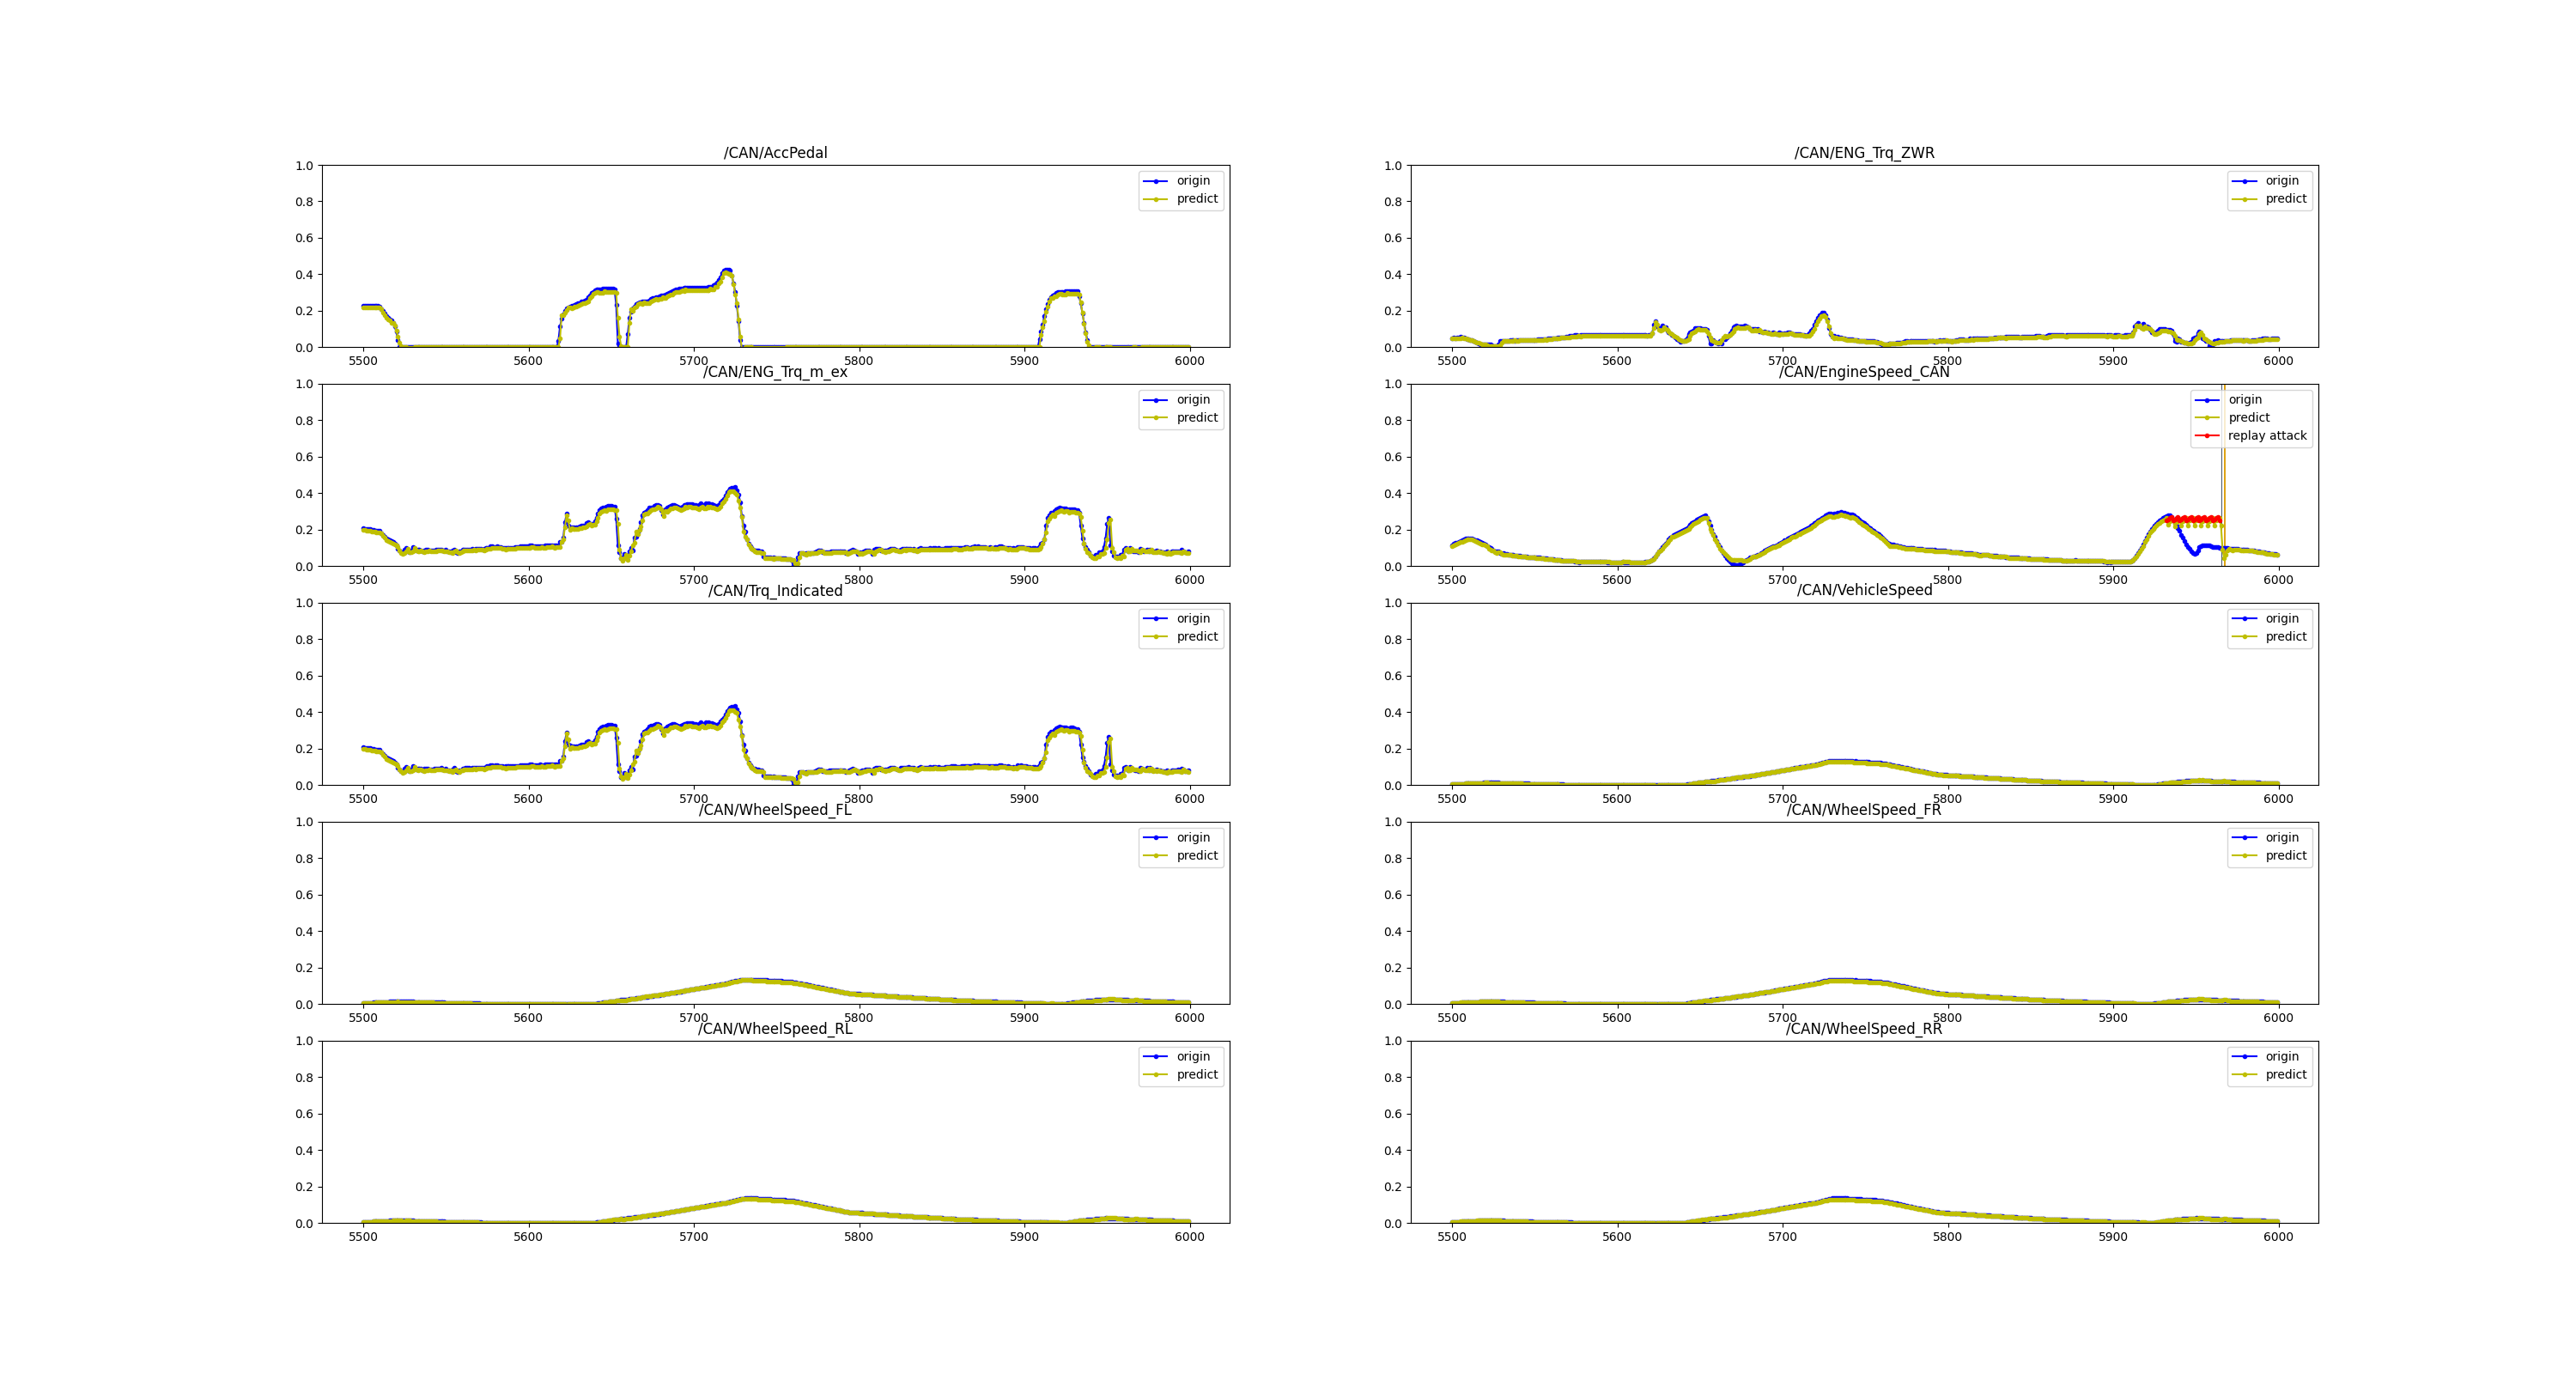 /CAN/AccPedal
1.0
0.8
0.6
0.4
0.2
0.0
origin
predict
5500 5600 5700 5800 5900 6000
/CAN/ENG_Trq_ZWR
1.0
0.8
0.6
0.4
0.2
0.0
origin
predict
5500 5600 5700 5800 5900 6000
/CAN/ENG_Trq_m_ex
1.0
0.8
0.6
0.4
0.2
0.0
origin
predict
5500 5600 5700 5800 5900 6000
/CAN/EngineSpeed_CAN
1.0
0.8
0.6
0.4
0.2
0.0
origin
predict
replay attack
5500 5600 5700 5800 5900 6000
/CAN/Trq_Indicated
1.0
0.8
0.6
0.4
0.2
0.0
origin
predict
5500 5600 5700 5800 5900 6000
/CAN/VehicleSpeed
1.0
0.8
0.6
0.4
0.2
0.0
origin
predict
5500 5600 5700 5800 5900 6000
/CAN/WheelSpeed_FL
1.0
0.8
0.6
0.4
0.2
0.0
origin
predict
5500 5600 5700 5800 5900 6000
/CAN/WheelSpeed_FR
1.0
0.8
0.6
0.4
0.2
0.0
origin
predict
5500 5600 5700 5800 5900 6000
/CAN/WheelSpeed_RL
1.0
0.8
0.6
0.4
0.2
0.0
origin
predict
5500 5600 5700 5800 5900 6000
/CAN/WheelSpeed_RR
1.0
0.8
0.6
0.4
0.2
0.0
origin
predict
5500 5600 5700 5800 5900 6000